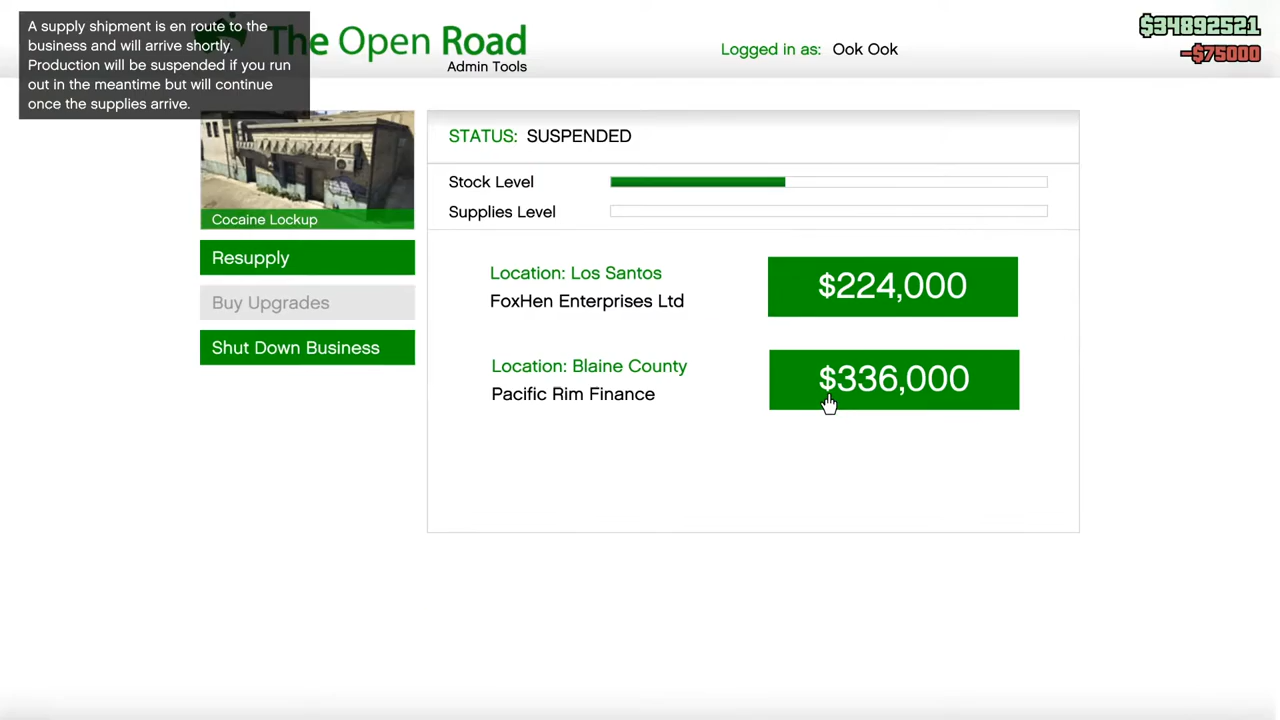 A supply shipment is en route to the
business and will arrive shortly.
Production will be suspended if you run
out in the meantime but will continue
once the supplies arrive.
The Open Road
Admin Tools
Logged in as: Ook Ook
$34892521
-$75000
Cocaine Lockup
Resupply
Buy Upgrades
Shut Down Business
STATUS: SUSPENDED
Stock Level
Supplies Level
Location: Los Santos
FoxHen Enterprises Ltd
$224,000
Location: Blaine County
Pacific Rim Finance
$336,000